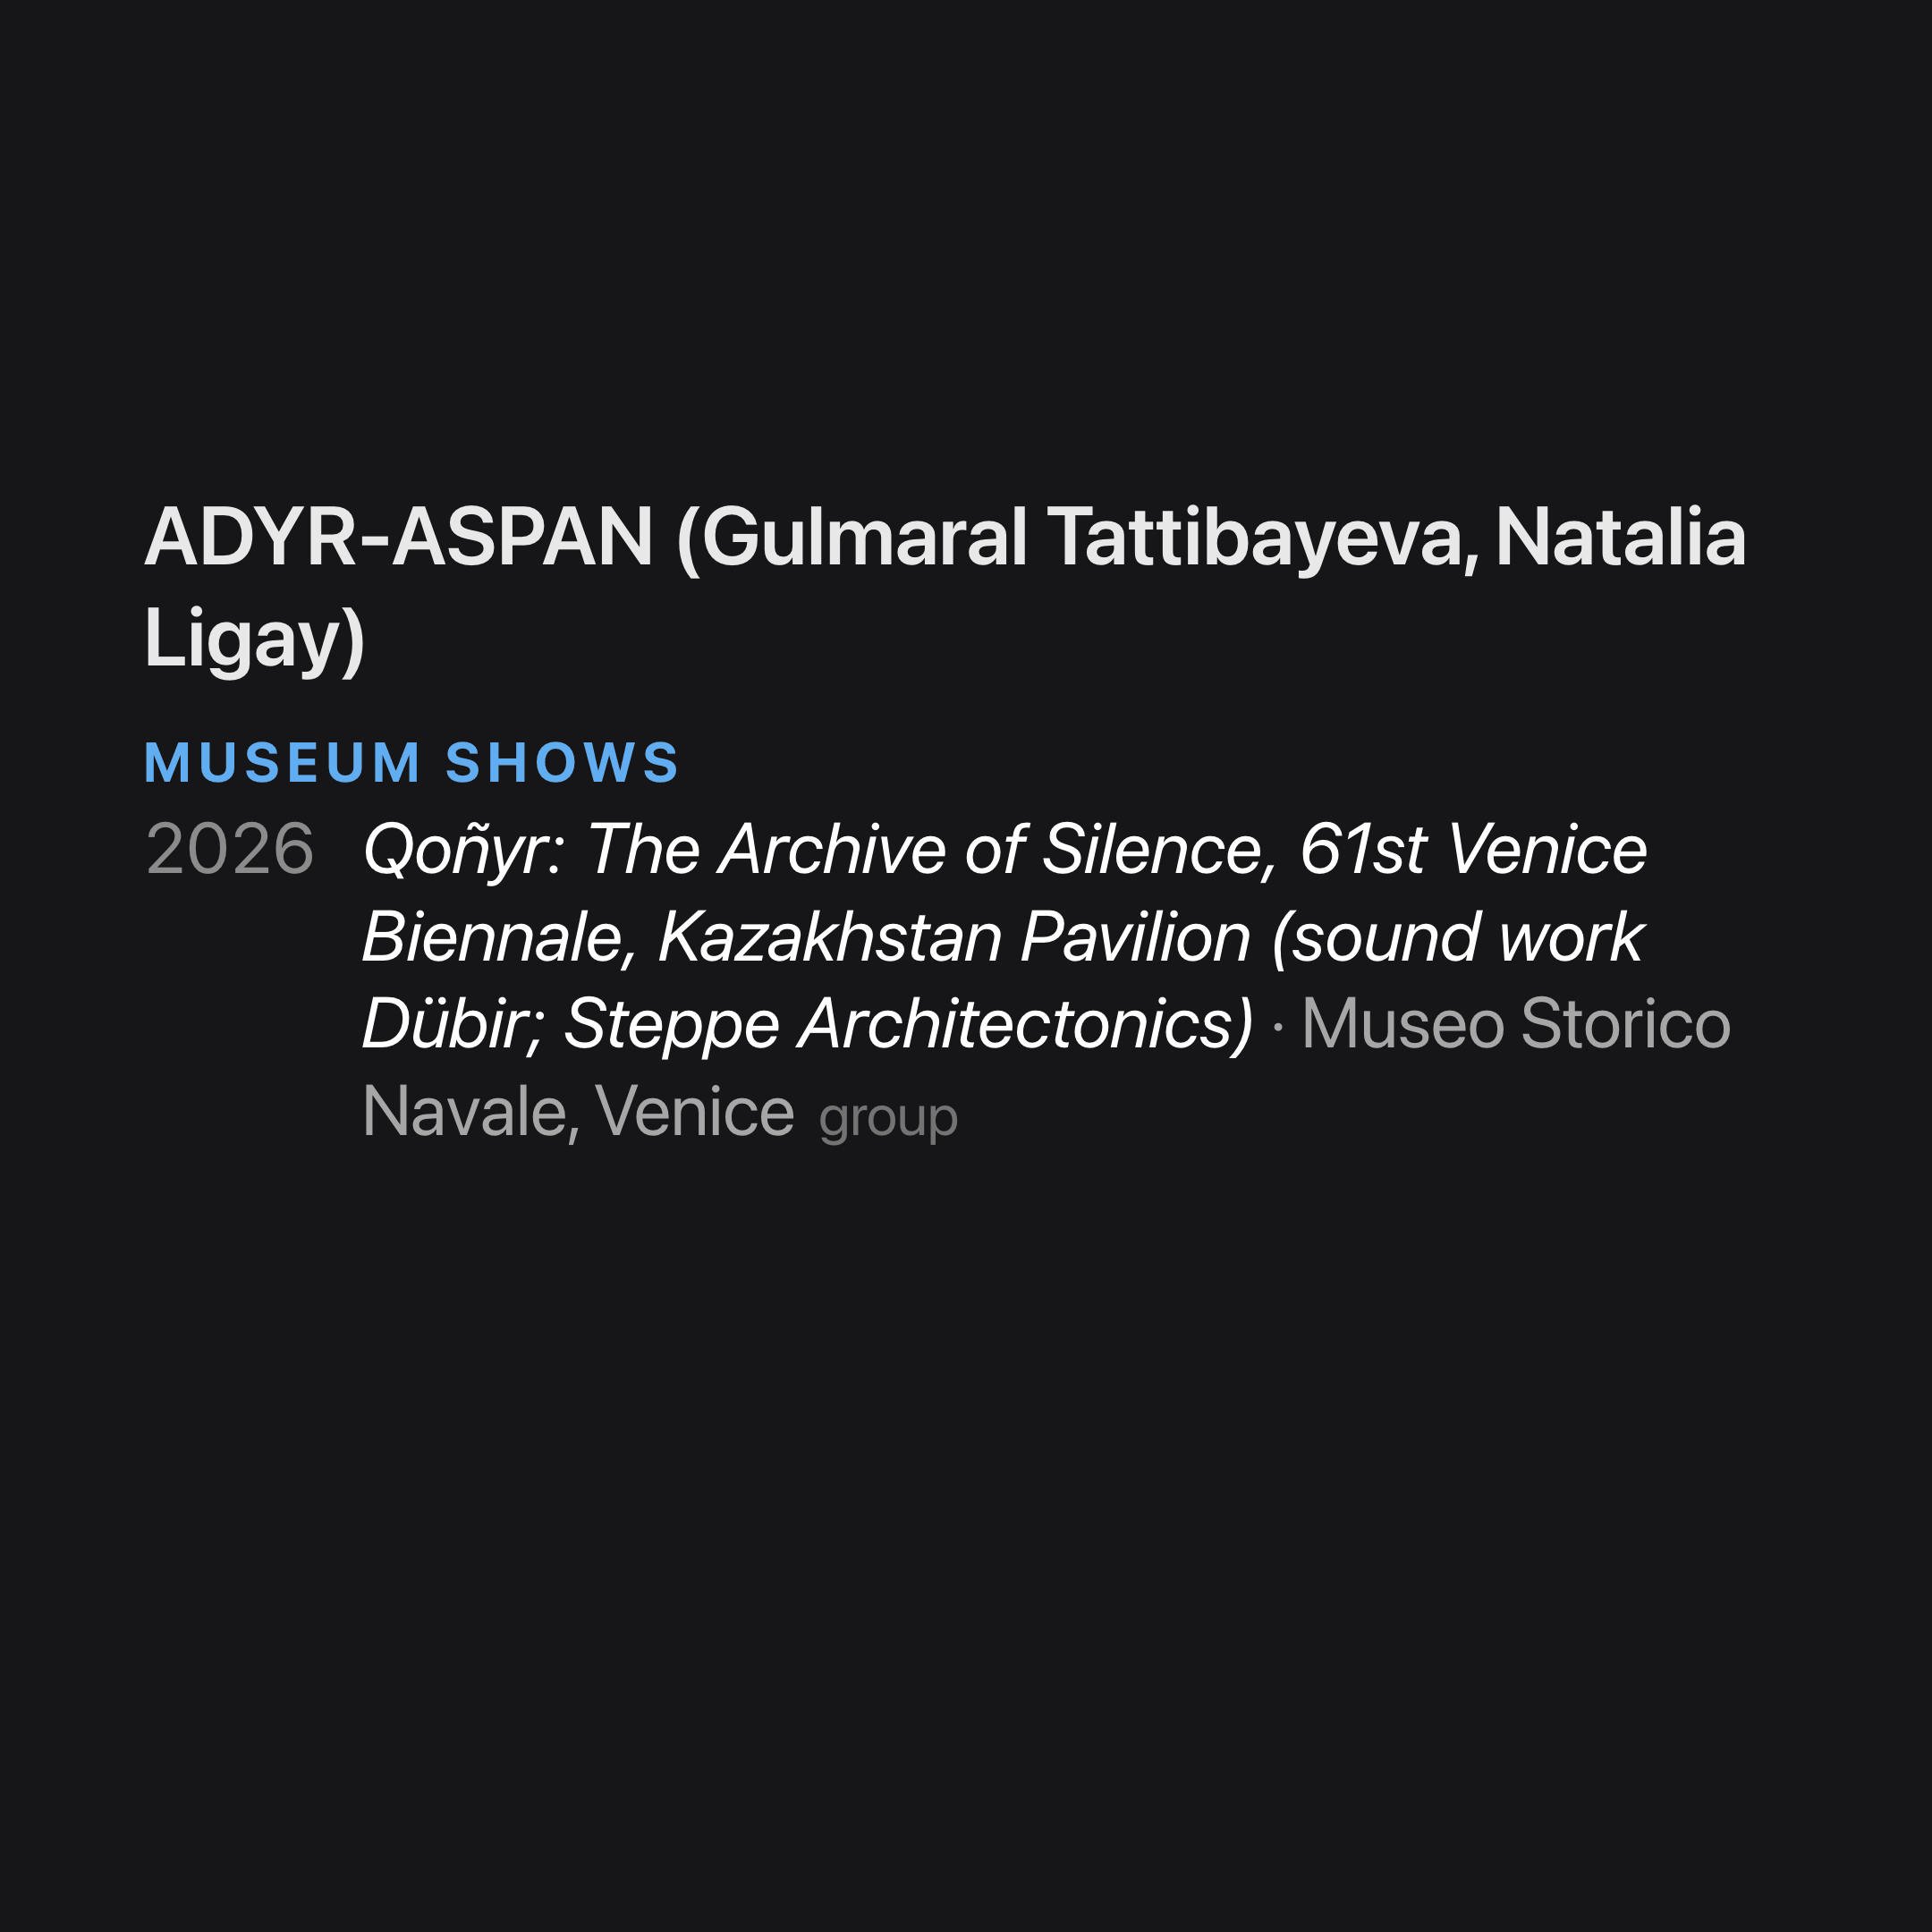 ADYR-ASPAN (Gulmaral Tattibayeva, Natalia
Ligay)
MUSEUM SHOWS
2026 Qoñyr: The Archive of Silence, 61st Venice
Biennale, Kazakhstan Pavilion (sound work
Dübir; Steppe Architectonics) · Museo Storico
Navale, Venice group